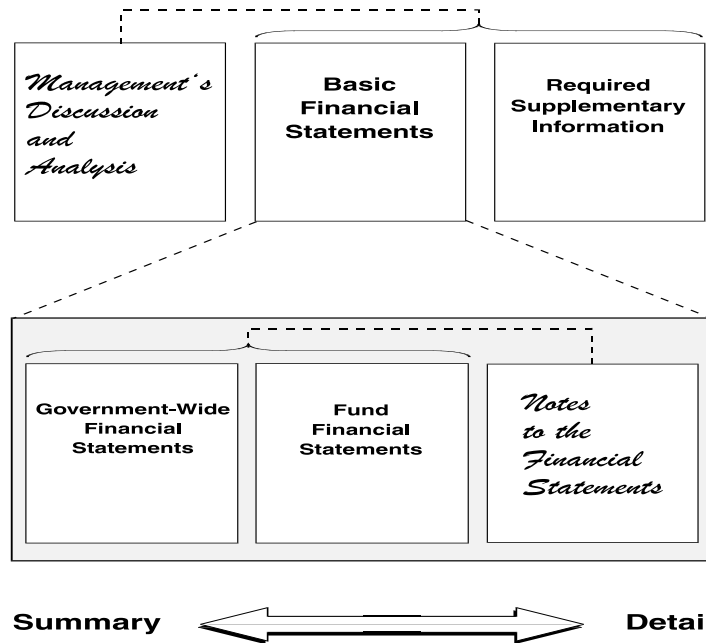 Management's
Discussion
and
Analysis
Basic
Financial
Statements
Required
Supplementary
Information
Government-Wide
Financial
Statements
Fund
Financial
Statements
Notes
to the
Financial
Statements
Summary
Detai